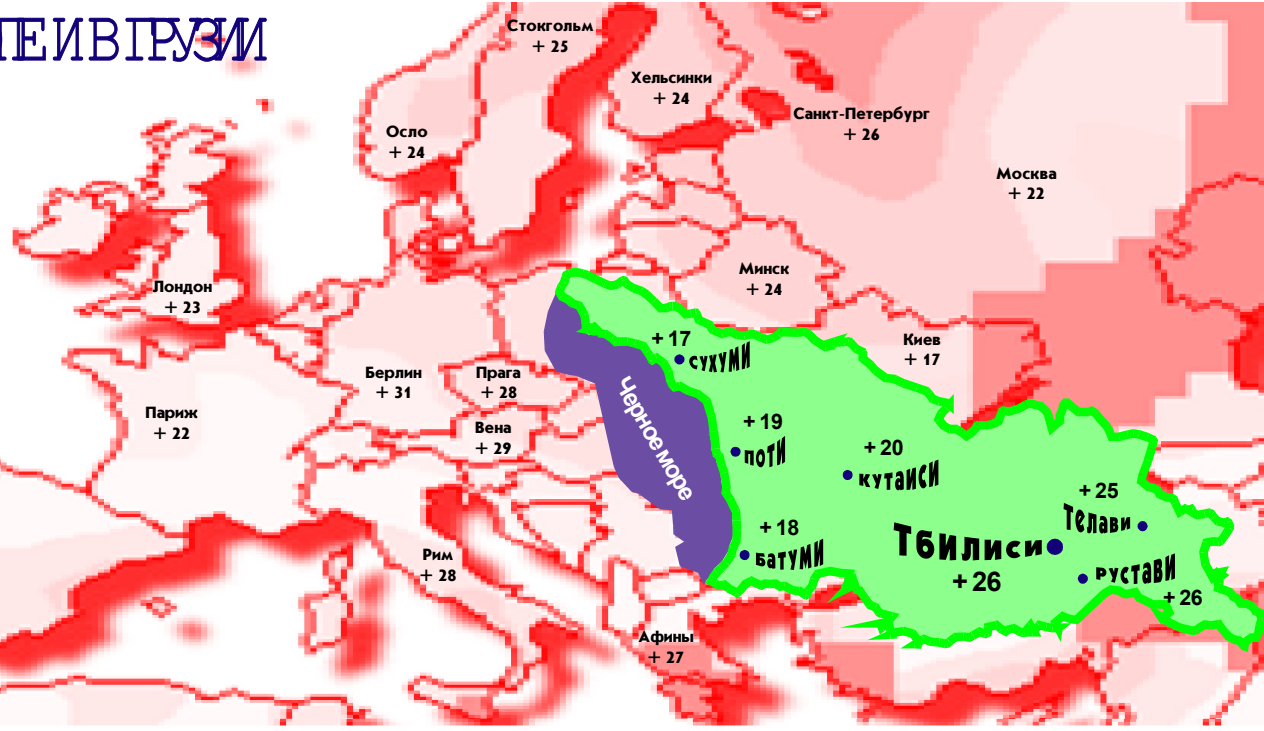 ПЕ И В ГРУЗИИ
Стокгольм
+ 25
Хельсинки
+ 24
Санкт-Петербург
+ 26
Осло
+ 24
Москва
+ 22
Минск
+ 24
Лондон
+ 23
Киев
+ 17
+ 17
сухуми
Берлин
+ 31
Прага
+ 28
Париж
+ 22
Вена
+ 29
Черное море
+ 19
поти
+ 20
кутаиси
+ 25
Телави
+ 18
батуми
Тбилиси
+ 26
рустави
+ 26
Рим
+ 28
Афины
+ 27